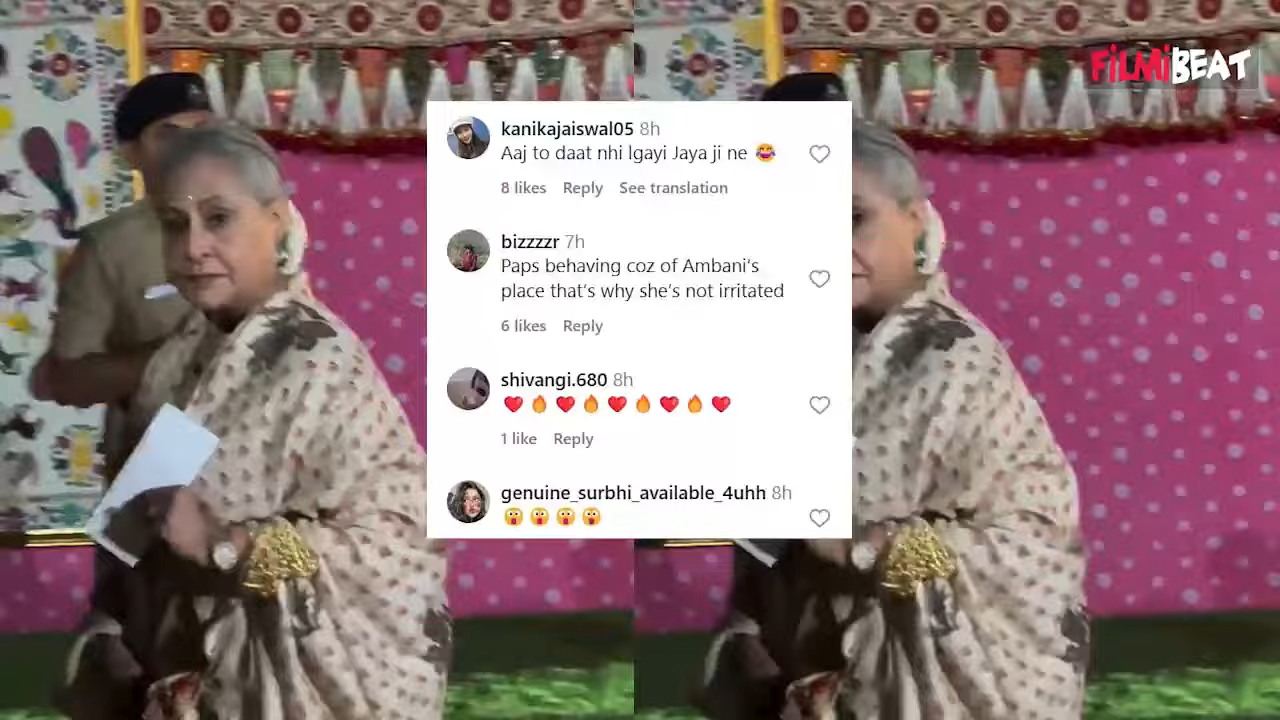 FiLMiBEAT
kanikajaiswal05 8h
Aaj to daat nhi lgayi Jaya ji ne 😂
8 likes Reply See translation
bizzzzr 7h
Paps behaving coz of Ambani's
place that's why she's not irritated
6 likes Reply
shivangi.680 8h
❤️🔥❤️🔥❤️🔥❤️🔥❤️
1 like Reply
genuine_surbhi_available_4uhh 8h
😱😱😱😱